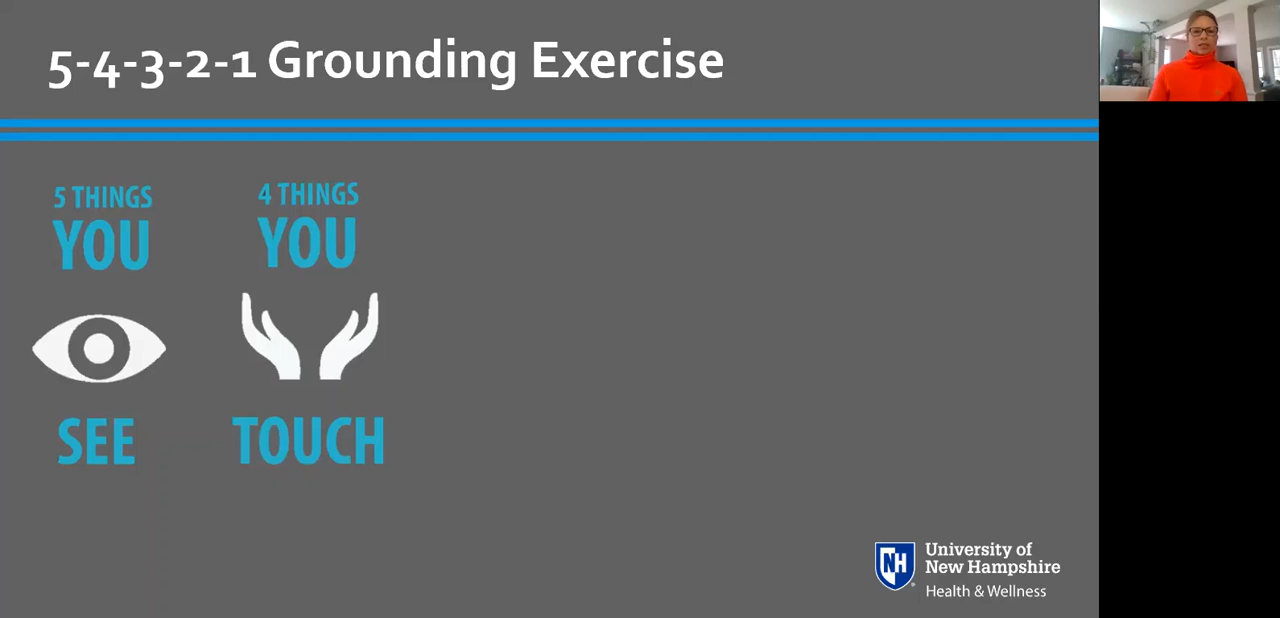 5-4-3-2-1 Grounding Exercise
5 THINGS
YOU
SEE
4 THINGS
YOU
TOUCH
NH
University of
New Hampshire
Health & Wellness